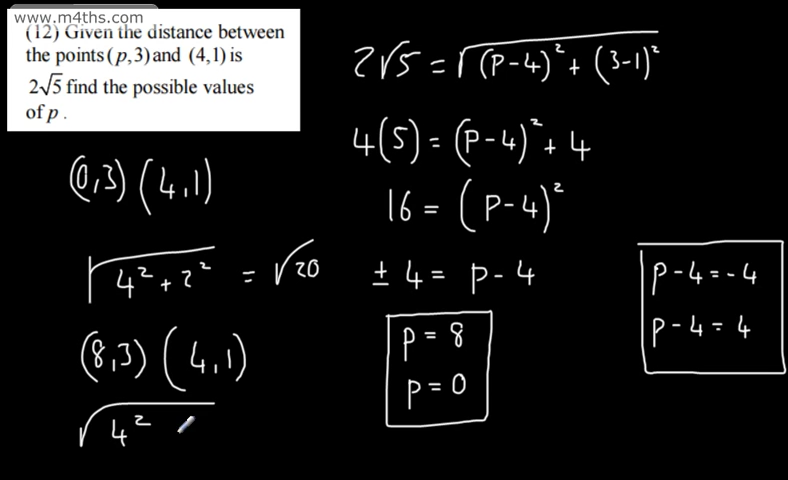 www.m4ths.com
(12) Given the distance between
the points (p,3) and (4,1) is
2√5 find the possible values
of p.
2√5 = √(P-4)² + (3-1)²
4(5) = (P-4)² + 4
16 = (P-4)²
± 4 = p - 4
p = 8
p = 0
p - 4 = - 4
p - 4 = 4
(0,3) (4,1)
√4² + 2² = √20
(8,3) (4,1)
√4²